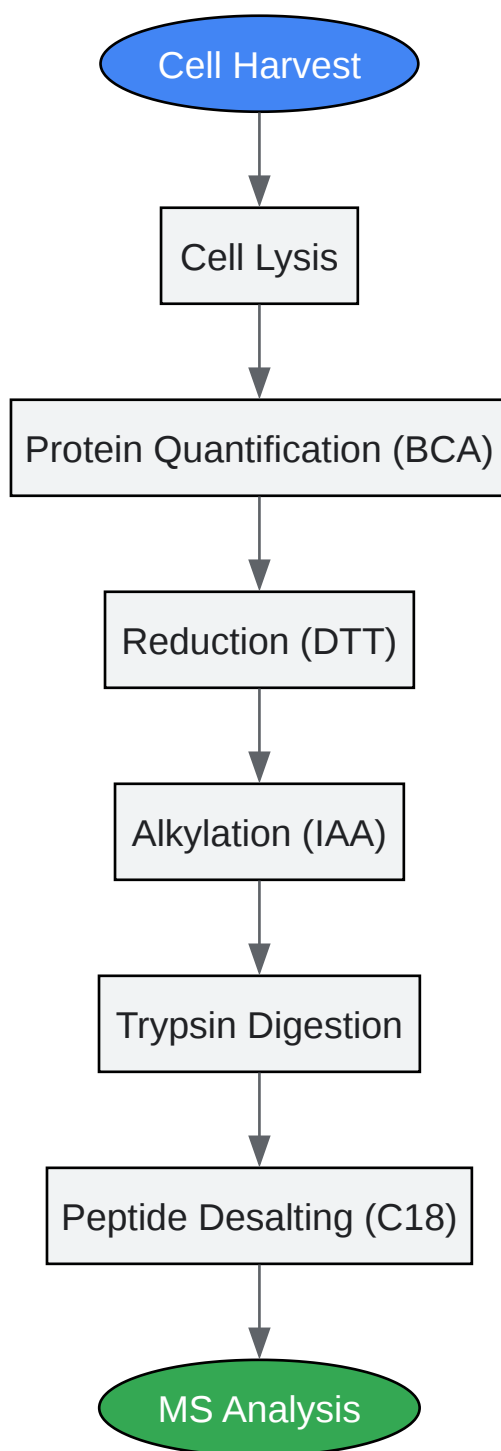 Cell Harvest
Cell Lysis
Protein Quantification (BCA)
Reduction (DTT)
Alkylation (IAA)
Trypsin Digestion
Peptide Desalting (C18)
MS Analysis